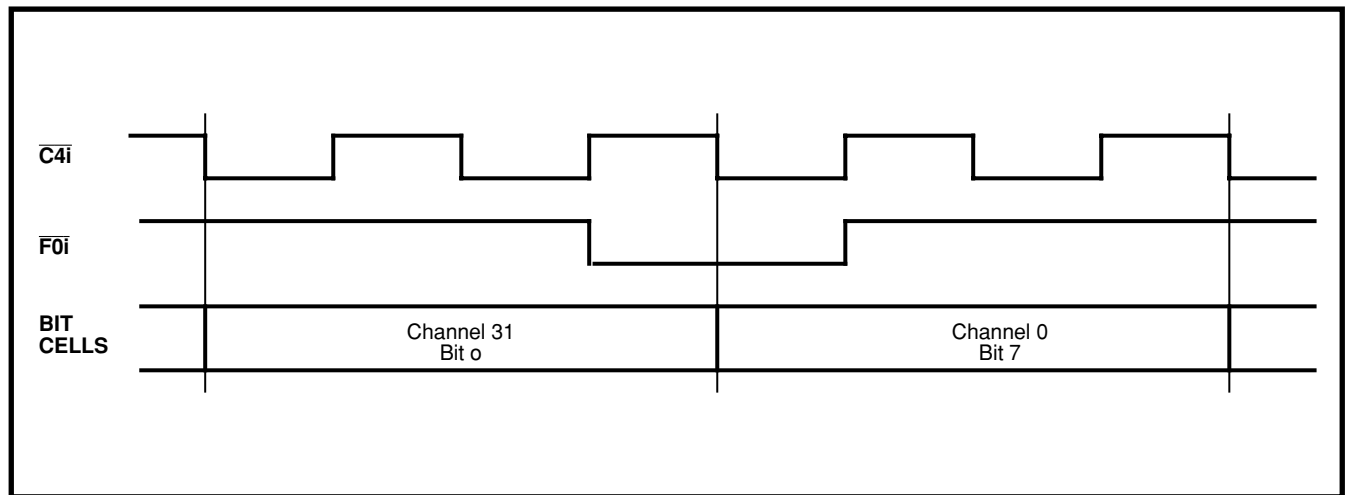 C4i
F0i
BIT
CELLS
Channel 31
Bit o
Channel 0
Bit 7